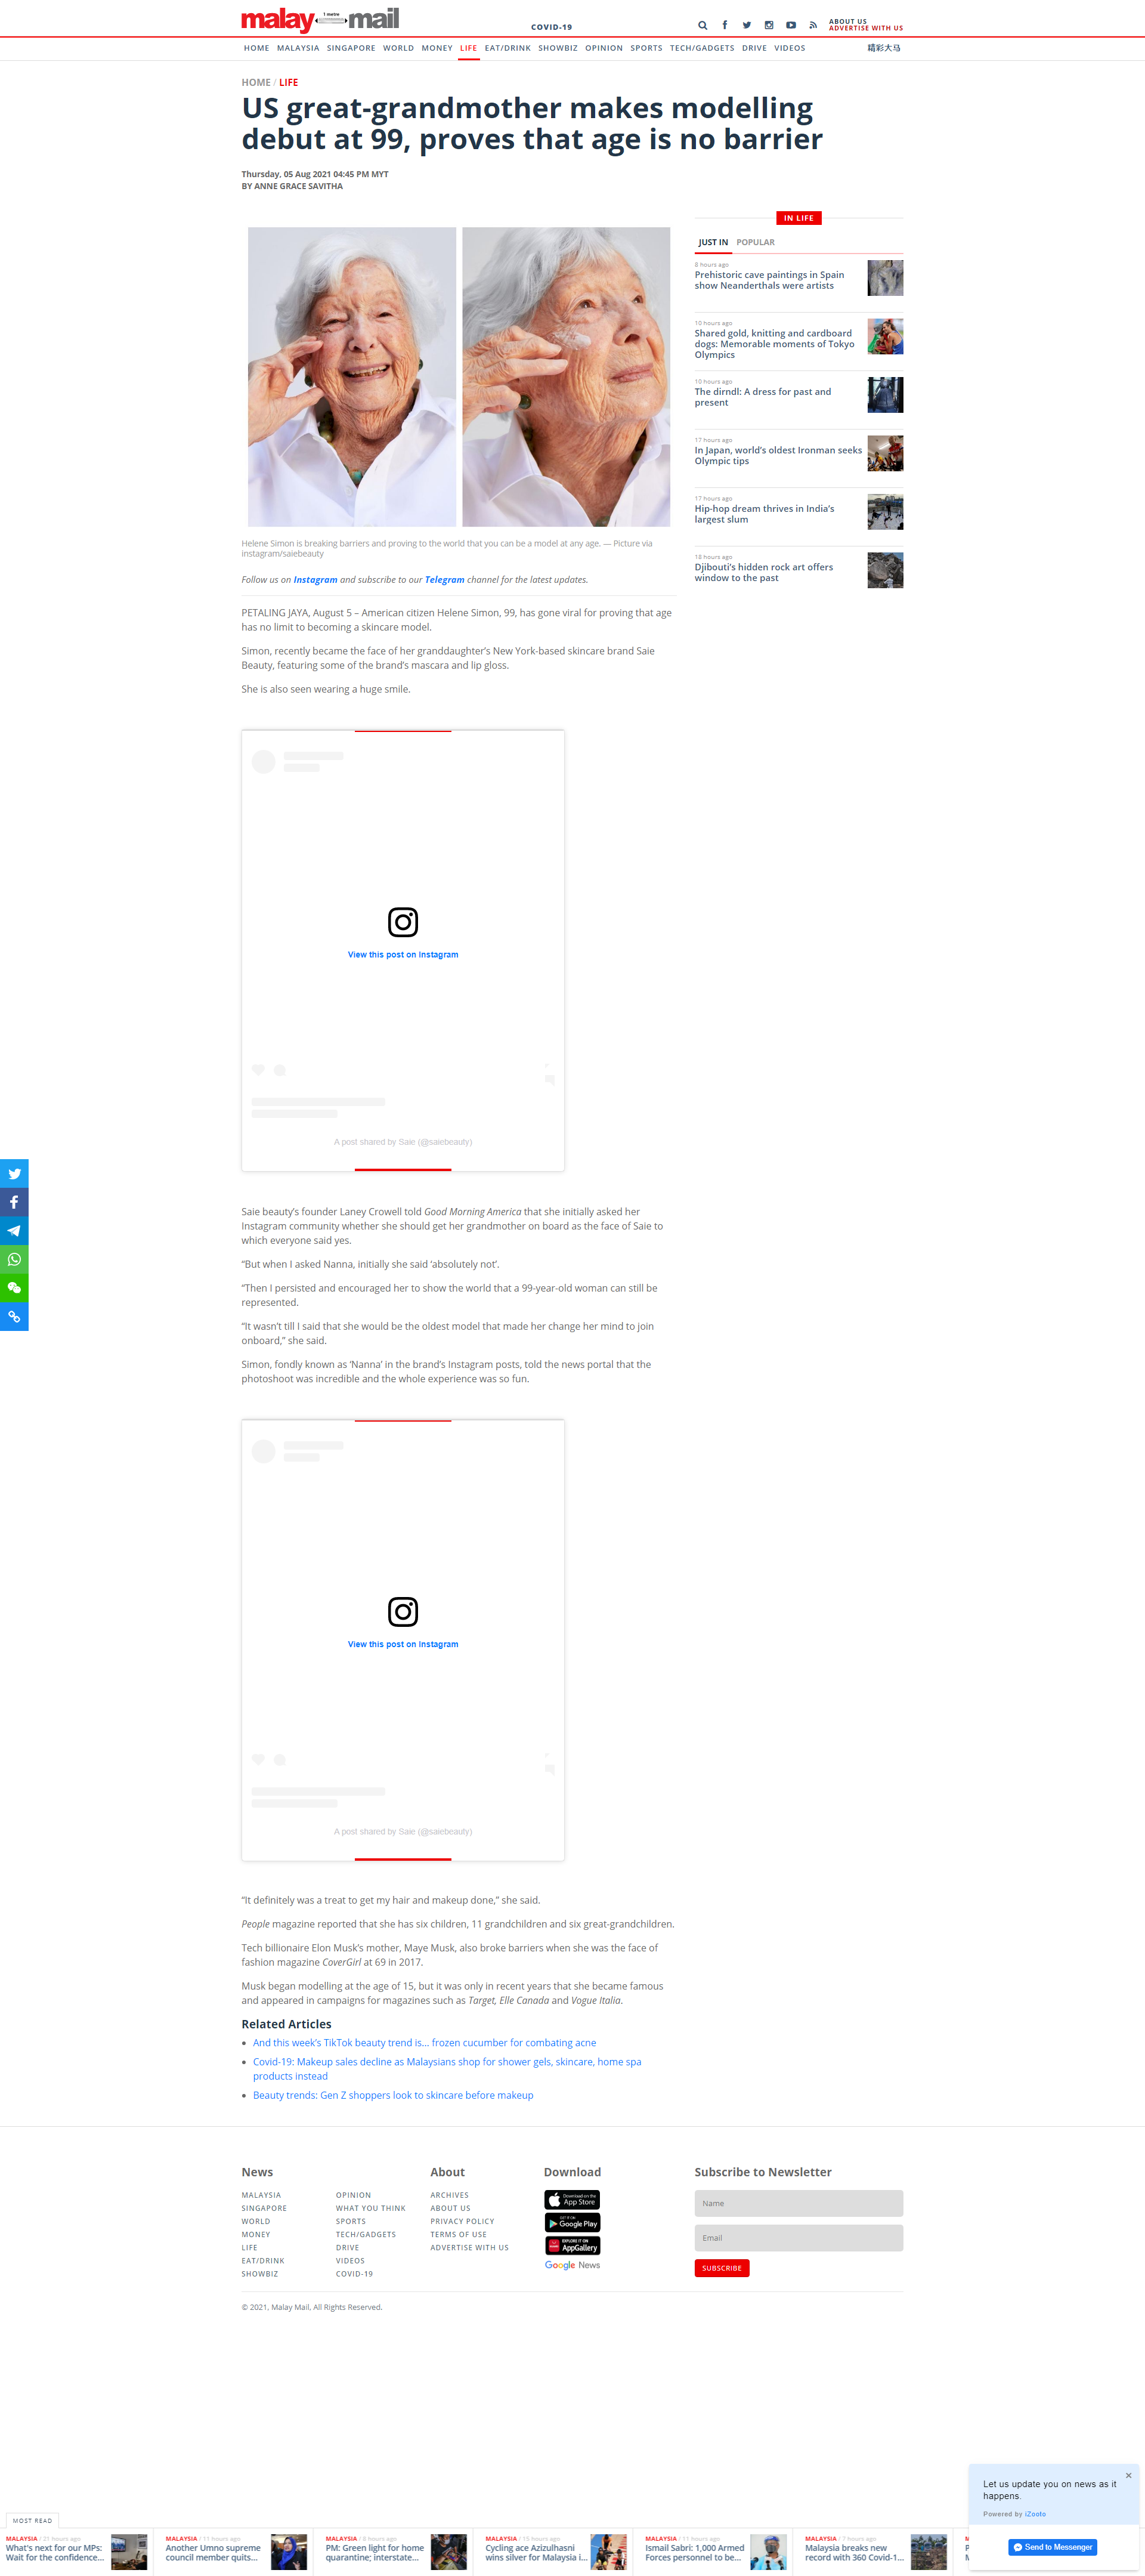 malay
1 metre
mail
COVID-19
ABOUT US
ADVERTISE WITH US
HOME MALAYSIA SINGAPORE WORLD MONEY LIFE EAT/DRINK SHOWBIZ OPINION SPORTS TECH/GADGETS DRIVE VIDEOS 精彩大马
HOME / LIFE
US great-grandmother makes modelling
debut at 99, proves that age is no barrier
Thursday, 05 Aug 2021 04:45 PM MYT
BY ANNE GRACE SAVITHA
Helene Simon is breaking barriers and proving to the world that you can be a model at any age. — Picture via
instagram/saiebeauty
Follow us on Instagram and subscribe to our Telegram channel for the latest updates.
PETALING JAYA, August 5 – American citizen Helene Simon, 99, has gone viral for proving that age
has no limit to becoming a skincare model.
Simon, recently became the face of her granddaughter’s New York-based skincare brand Saie
Beauty, featuring some of the brand’s mascara and lip gloss.
She is also seen wearing a huge smile.
View this post on Instagram
A post shared by Saie (@saiebeauty)
Saie beauty’s founder Laney Crowell told Good Morning America that she initially asked her
Instagram community whether she should get her grandmother on board as the face of Saie to
which everyone said yes.
“But when I asked Nanna, initially she said ‘absolutely not’.
“Then I persisted and encouraged her to show the world that a 99-year-old woman can still be
represented.
“It wasn’t till I said that she would be the oldest model that made her change her mind to join
onboard,” she said.
Simon, fondly known as ‘Nanna’ in the brand’s Instagram posts, told the news portal that the
photoshoot was incredible and the whole experience was so fun.
View this post on Instagram
A post shared by Saie (@saiebeauty)
“It definitely was a treat to get my hair and makeup done,” she said.
People magazine reported that she has six children, 11 grandchildren and six great-grandchildren.
Tech billionaire Elon Musk’s mother, Maye Musk, also broke barriers when she was the face of
fashion magazine CoverGirl at 69 in 2017.
Musk began modelling at the age of 15, but it was only in recent years that she became famous
and appeared in campaigns for magazines such as Target, Elle Canada and Vogue Italia.
Related Articles
And this week’s TikTok beauty trend is... frozen cucumber for combating acne
Covid-19: Makeup sales decline as Malaysians shop for shower gels, skincare, home spa
products instead
Beauty trends: Gen Z shoppers look to skincare before makeup
IN LIFE
JUST IN POPULAR
8 hours ago
Prehistoric cave paintings in Spain
show Neanderthals were artists
10 hours ago
Shared gold, knitting and cardboard
dogs: Memorable moments of Tokyo
Olympics
10 hours ago
The dirndl: A dress for past and
present
17 hours ago
In Japan, world’s oldest Ironman seeks
Olympic tips
17 hours ago
Hip-hop dream thrives in India’s
largest slum
18 hours ago
Djibouti’s hidden rock art offers
window to the past
News
MALAYSIA
SINGAPORE
WORLD
MONEY
LIFE
EAT/DRINK
SHOWBIZ
OPINION
WHAT YOU THINK
SPORTS
TECH/GADGETS
DRIVE
VIDEOS
COVID-19
About
ARCHIVES
ABOUT US
PRIVACY POLICY
TERMS OF USE
ADVERTISE WITH US
Download
Download on the
App Store
GET IT ON
Google Play
EXPLORE IT ON
AppGallery
Google News
Subscribe to Newsletter
Name
Email
SUBSCRIBE
© 2021, Malay Mail, All Rights Reserved.
Let us update you on news as it
happens.
Powered by iZooto
Send to Messenger
MOST READ
MALAYSIA / 21 hours ago
What’s next for our MPs:
Wait for the confidence...
MALAYSIA / 11 hours ago
Another Umno supreme
council member quits...
MALAYSIA / 8 hours ago
PM: Green light for home
quarantine; interstate...
MALAYSIA / 15 hours ago
Cycling ace Azizulhasni
wins silver for Malaysia i...
MALAYSIA / 11 hours ago
Ismail Sabri: 1,000 Armed
Forces personnel to be...
MALAYSIA / 7 hours ago
Malaysia breaks new
record with 360 Covid-1...